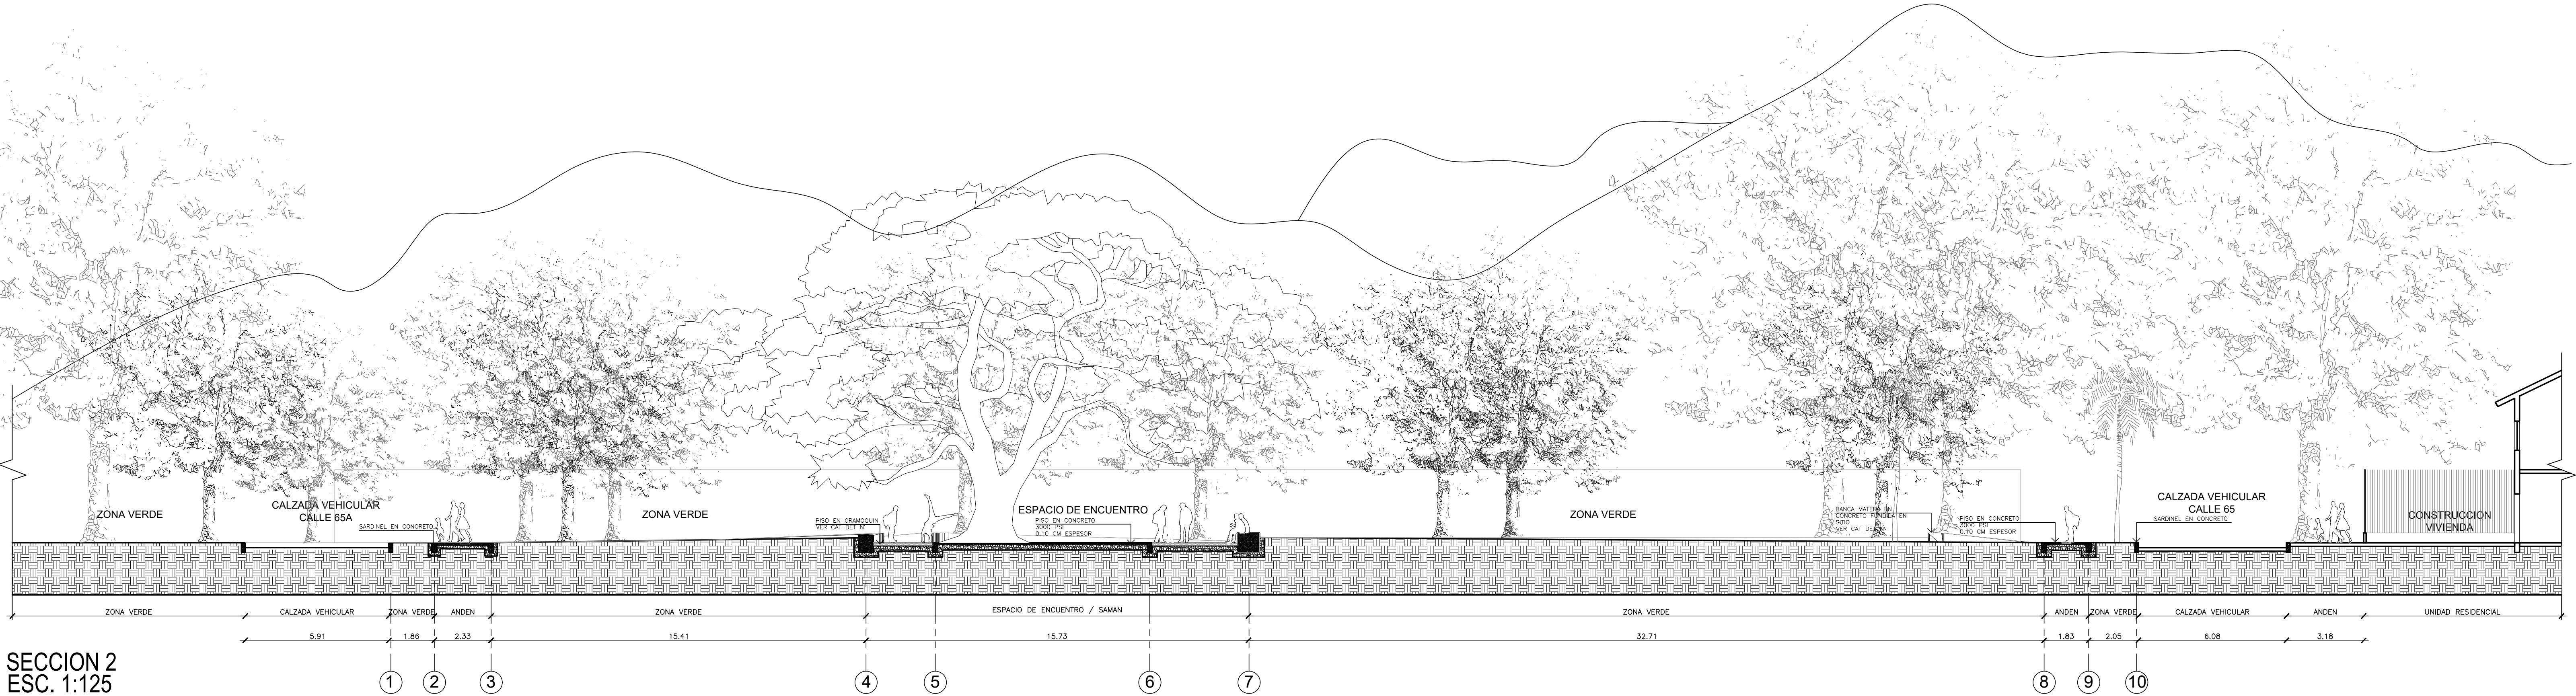 ZONA VERDE
CALZADA VEHICULAR
CALLE 65A
SARDINEL EN CONCRETO
ZONA VERDE
PISO EN GRAMOQUIN
VER CAT DET N°
ESPACIO DE ENCUENTRO
PISO EN CONCRETO
3000 PSI
0.10 CM ESPESOR
ZONA VERDE
BANCA MATERA EN
CONCRETO FUNDIDA EN
SITIO
VER CAT DET N°
PISO EN CONCRETO
3000 PSI
0.10 CM ESPESOR
CALZADA VEHICULAR
CALLE 65
SARDINEL EN CONCRETO
CONSTRUCCION
VIVIENDA
ZONA VERDE
CALZADA VEHICULAR
ZONA VERDE
ANDEN
ZONA VERDE
ESPACIO DE ENCUENTRO / SAMAN
ZONA VERDE
ANDEN
ZONA VERDE
CALZADA VEHICULAR
ANDEN
UNIDAD RESIDENCIAL
5.91
1.86
2.33
15.41
15.73
32.71
1.83
2.05
6.08
3.18
SECCION 2
ESC. 1:125
1
2
3
4
5
6
7
8
9
10